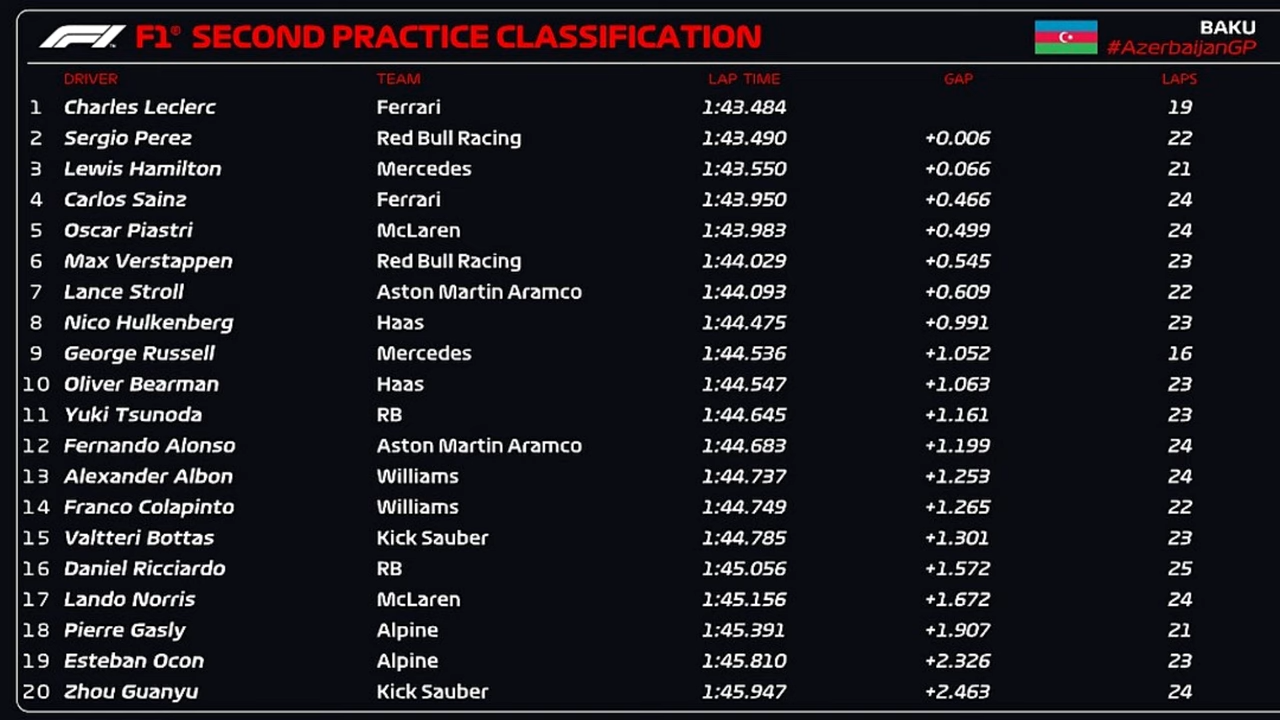 F1® SECOND PRACTICE CLASSIFICATION BAKU
#AzerbaijanGP
DRIVER TEAM LAP TIME GAP LAPS
1 Charles Leclerc Ferrari 1:43.484 19
2 Sergio Perez Red Bull Racing 1:43.490 +0.006 22
3 Lewis Hamilton Mercedes 1:43.550 +0.066 21
4 Carlos Sainz Ferrari 1:43.950 +0.466 24
5 Oscar Piastri McLaren 1:43.983 +0.499 24
6 Max Verstappen Red Bull Racing 1:44.029 +0.545 23
7 Lance Stroll Aston Martin Aramco 1:44.093 +0.609 22
8 Nico Hulkenberg Haas 1:44.475 +0.991 23
9 George Russell Mercedes 1:44.536 +1.052 16
10 Oliver Bearman Haas 1:44.547 +1.063 23
11 Yuki Tsunoda RB 1:44.645 +1.161 23
12 Fernando Alonso Aston Martin Aramco 1:44.683 +1.199 24
13 Alexander Albon Williams 1:44.737 +1.253 24
14 Franco Colapinto Williams 1:44.749 +1.265 22
15 Valtteri Bottas Kick Sauber 1:44.785 +1.301 23
16 Daniel Ricciardo RB 1:45.056 +1.572 25
17 Lando Norris McLaren 1:45.156 +1.672 24
18 Pierre Gasly Alpine 1:45.391 +1.907 21
19 Esteban Ocon Alpine 1:45.810 +2.326 23
20 Zhou Guanyu Kick Sauber 1:45.947 +2.463 24